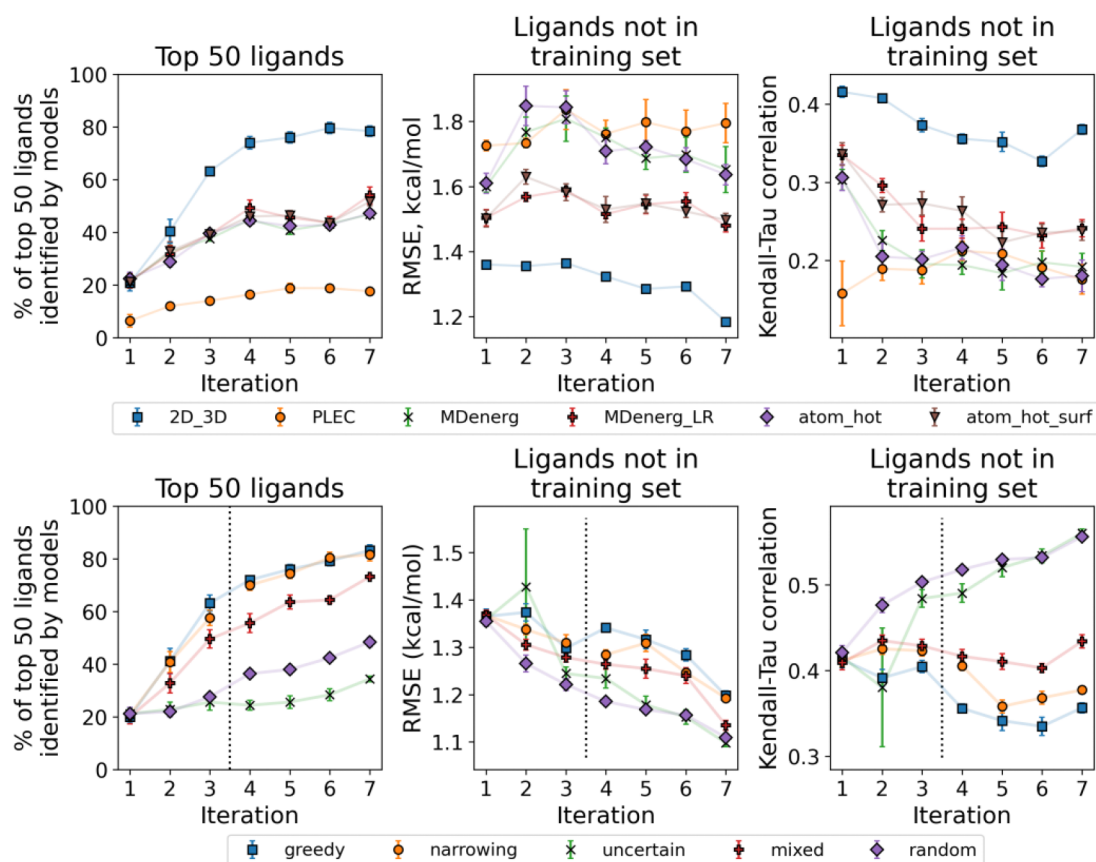 Top 50 ligands
Ligands not in
training set
Ligands not in
training set
% of top 50 ligands
identified by models
100
80
60
40
20
0
1 2 3 4 5 6 7
Iteration
RMSE, kcal/mol
1.8
1.6
1.4
1.2
1 2 3 4 5 6 7
Iteration
Kendall-Tau correlation
0.4
0.3
0.2
1 2 3 4 5 6 7
Iteration
2D_3D PLEC MDenerg MDenerg_LR atom_hot atom_hot_surf
Top 50 ligands
Ligands not in
training set
Ligands not in
training set
% of top 50 ligands
identified by models
100
80
60
40
20
0
1 2 3 4 5 6 7
Iteration
RMSE (kcal/mol)
1.5
1.4
1.3
1.2
1.1
1 2 3 4 5 6 7
Iteration
Kendall-Tau correlation
0.5
0.4
0.3
1 2 3 4 5 6 7
Iteration
greedy narrowing uncertain mixed random